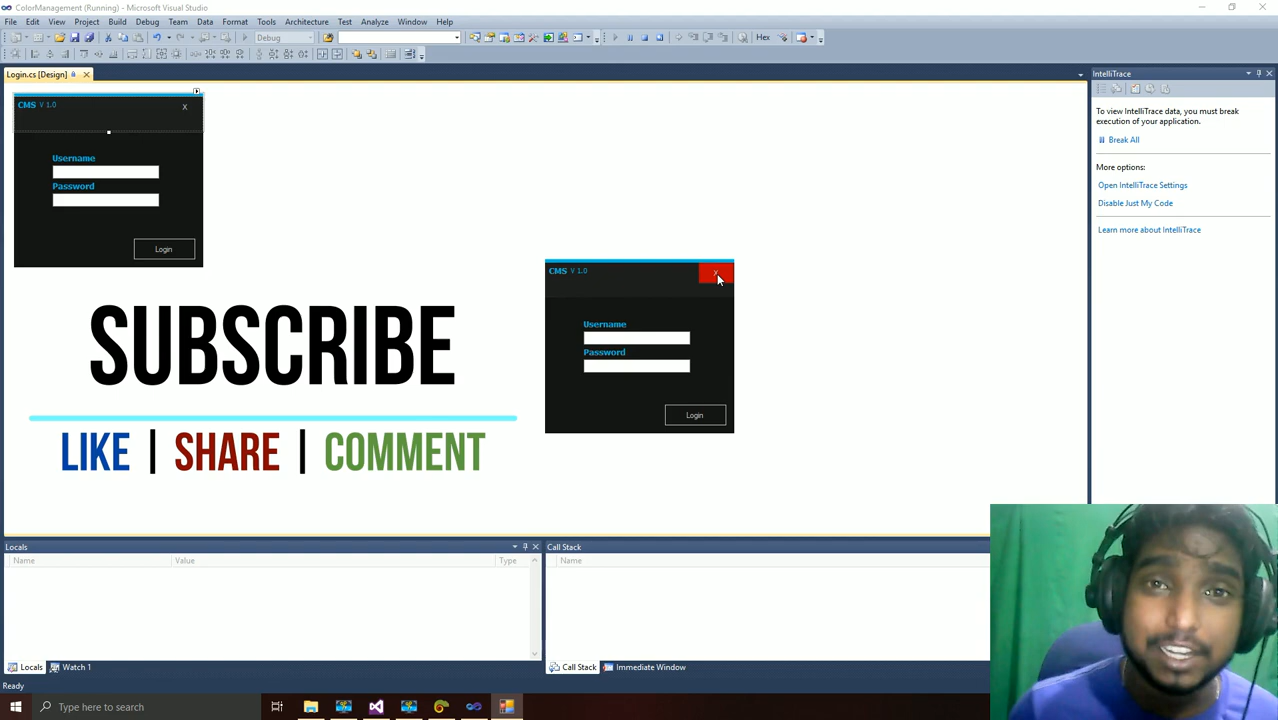 ColorManagement (Running) - Microsoft Visual Studio
File Edit View Project Build Debug Team Data Format Tools Architecture Test Analyze Window Help
Debug
Hex
Login.cs [Design]
IntelliTrace
CMS V 1.0 X
Username
Password
Login
To view IntelliTrace data, you must break
execution of your application.
Break All
More options:
Open IntelliTrace Settings
Disable Just My Code
Learn more about IntelliTrace
CMS V 1.0 X
Username
Password
Login
SUBSCRIBE
LIKE | SHARE | COMMENT
Locals
Name Value Type
Locals Watch 1
Call Stack
Name
Call Stack Immediate Window
Ready
Type here to search